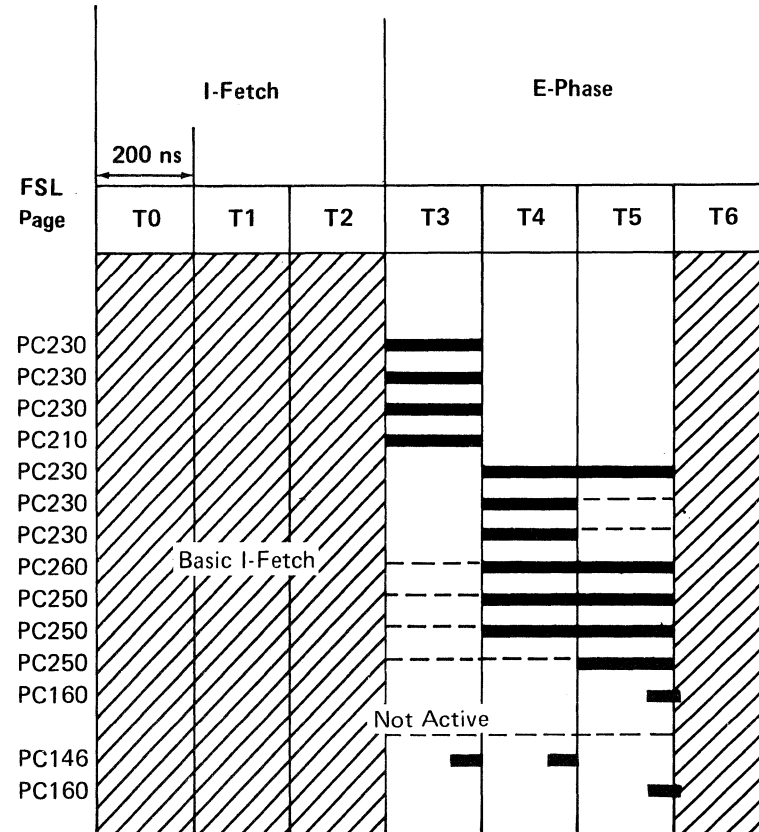 I-Fetch E-Phase
200 ns
FSL
Page T0 T1 T2 T3 T4 T5 T6
PC230
PC230
PC230
PC210
PC230
PC230
PC230
Basic I-Fetch
PC260
PC250
PC250
PC250
PC160
Not Active
PC146
PC160